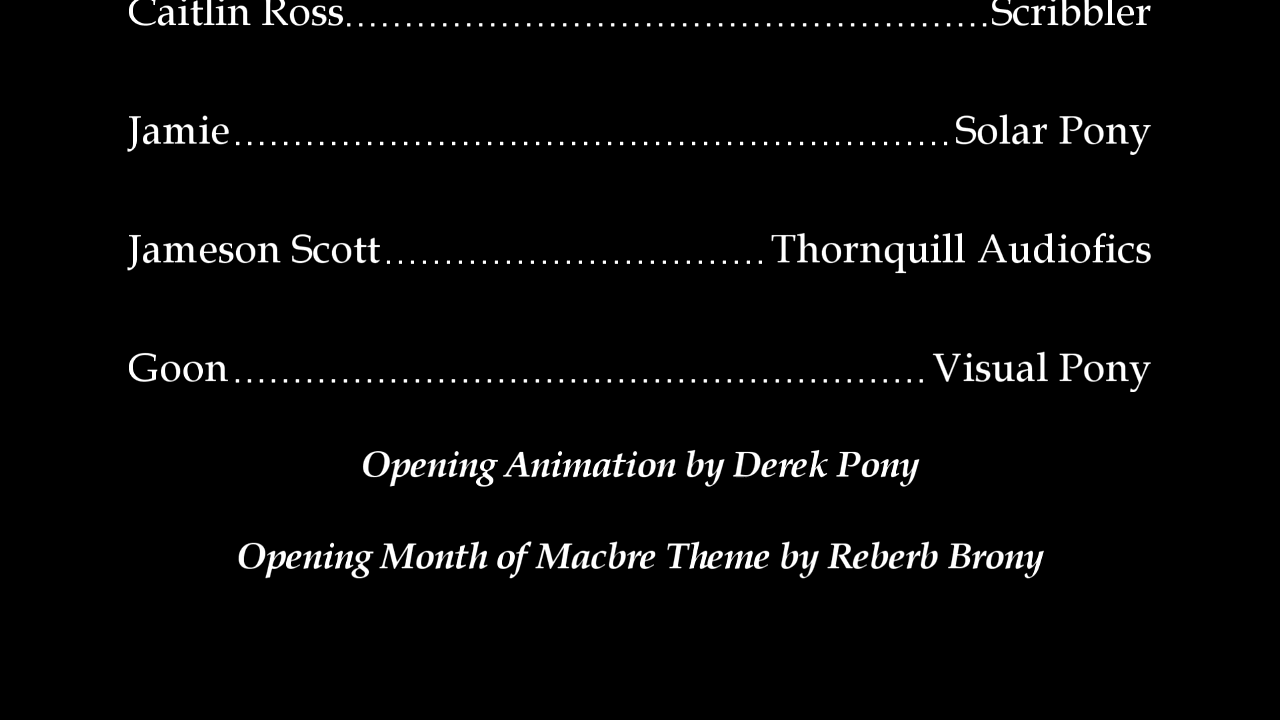 Caitlin Ross.....................................................Scribbler
Jamie............................................................Solar Pony
Jameson Scott................................Thornquill Audiofics
Goon..........................................................Visual Pony
Opening Animation by Derek Pony
Opening Month of Macbre Theme by Reberb Brony